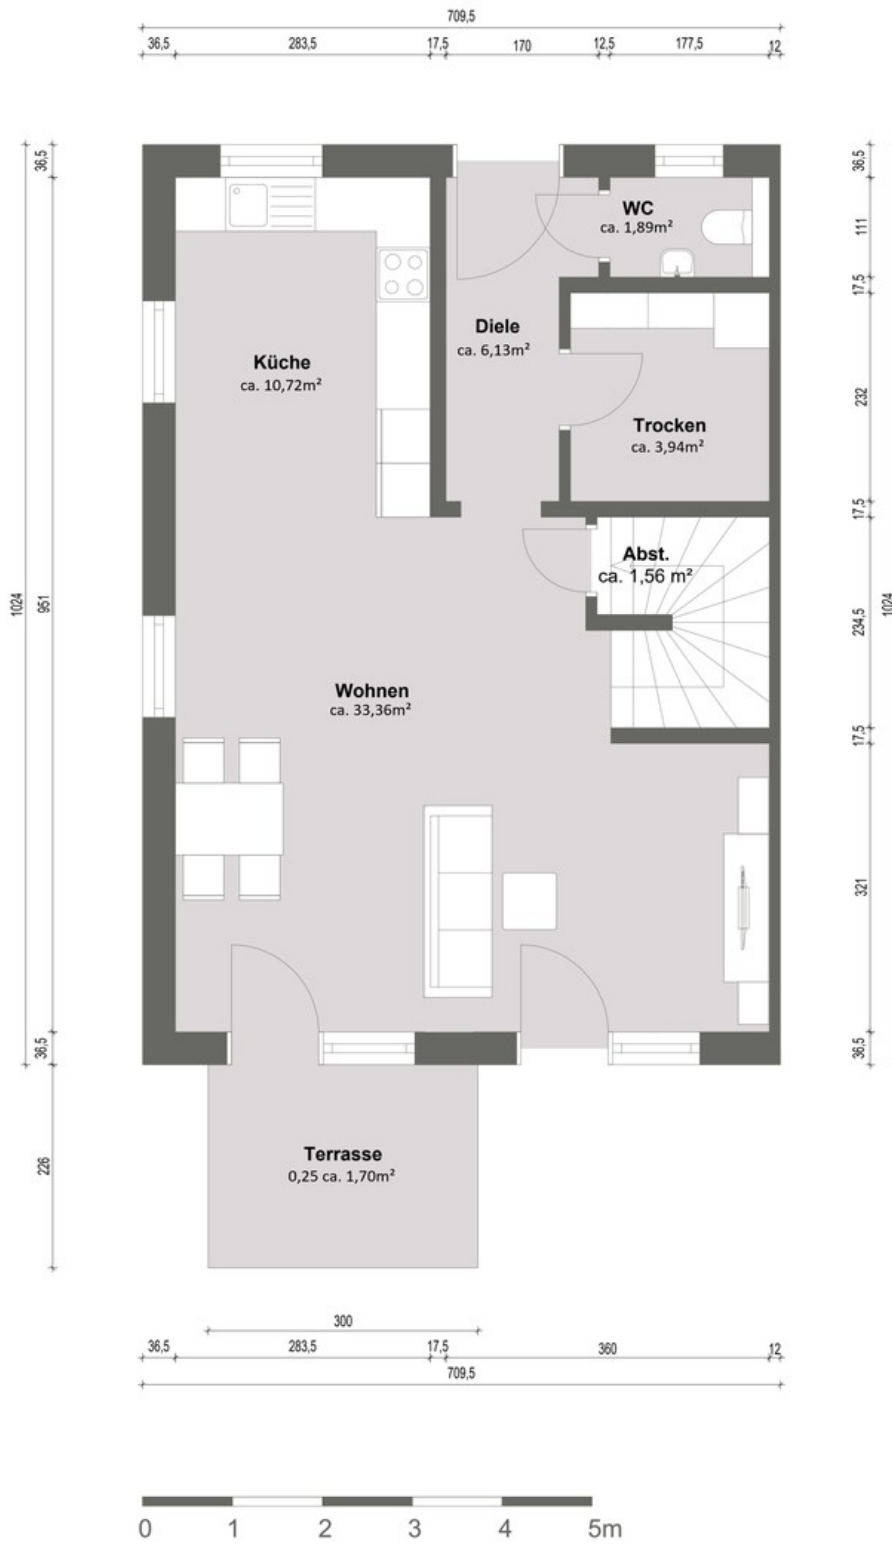 709,5
36,5 283,5 17,5 170 12,5 177,5 12
36,5
36,5
WC
ca. 1,89m²
111
17,5
Diele
ca. 6,13m²
Küche
ca. 10,72m²
232
Trocken
ca. 3,94m²
17,5
Abst.
ca. 1,56 m²
1024
951
234,5
1024
Wohnen
ca. 33,36m²
17,5
321
36,5
36,5
Terrasse
0,25 ca. 1,70m²
226
300
36,5 283,5 17,5 360 12
709,5
0 1 2 3 4 5m